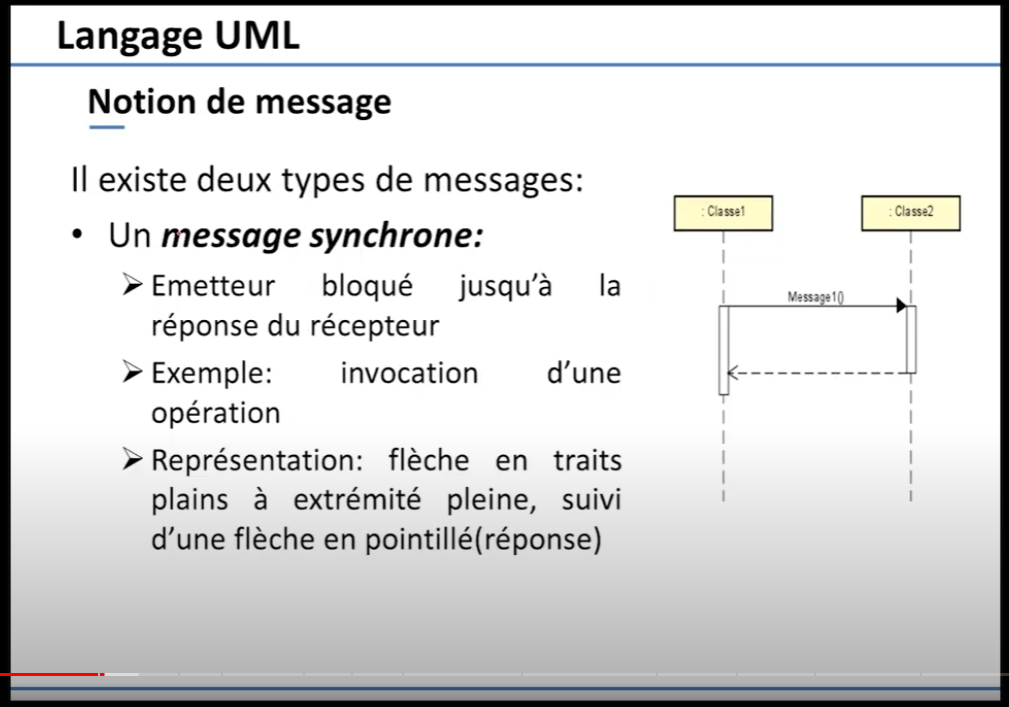 Langage UML
Notion de message
Il existe deux types de messages:
• Un message synchrone:
➢ Emetteur bloqué jusqu'à la
réponse du récepteur
➢ Exemple: invocation d'une
opération
➢ Représentation: flèche en traits
plains à extrémité pleine, suivi
d'une flèche en pointillé(réponse)
: Classe1
: Classe2
Message1()